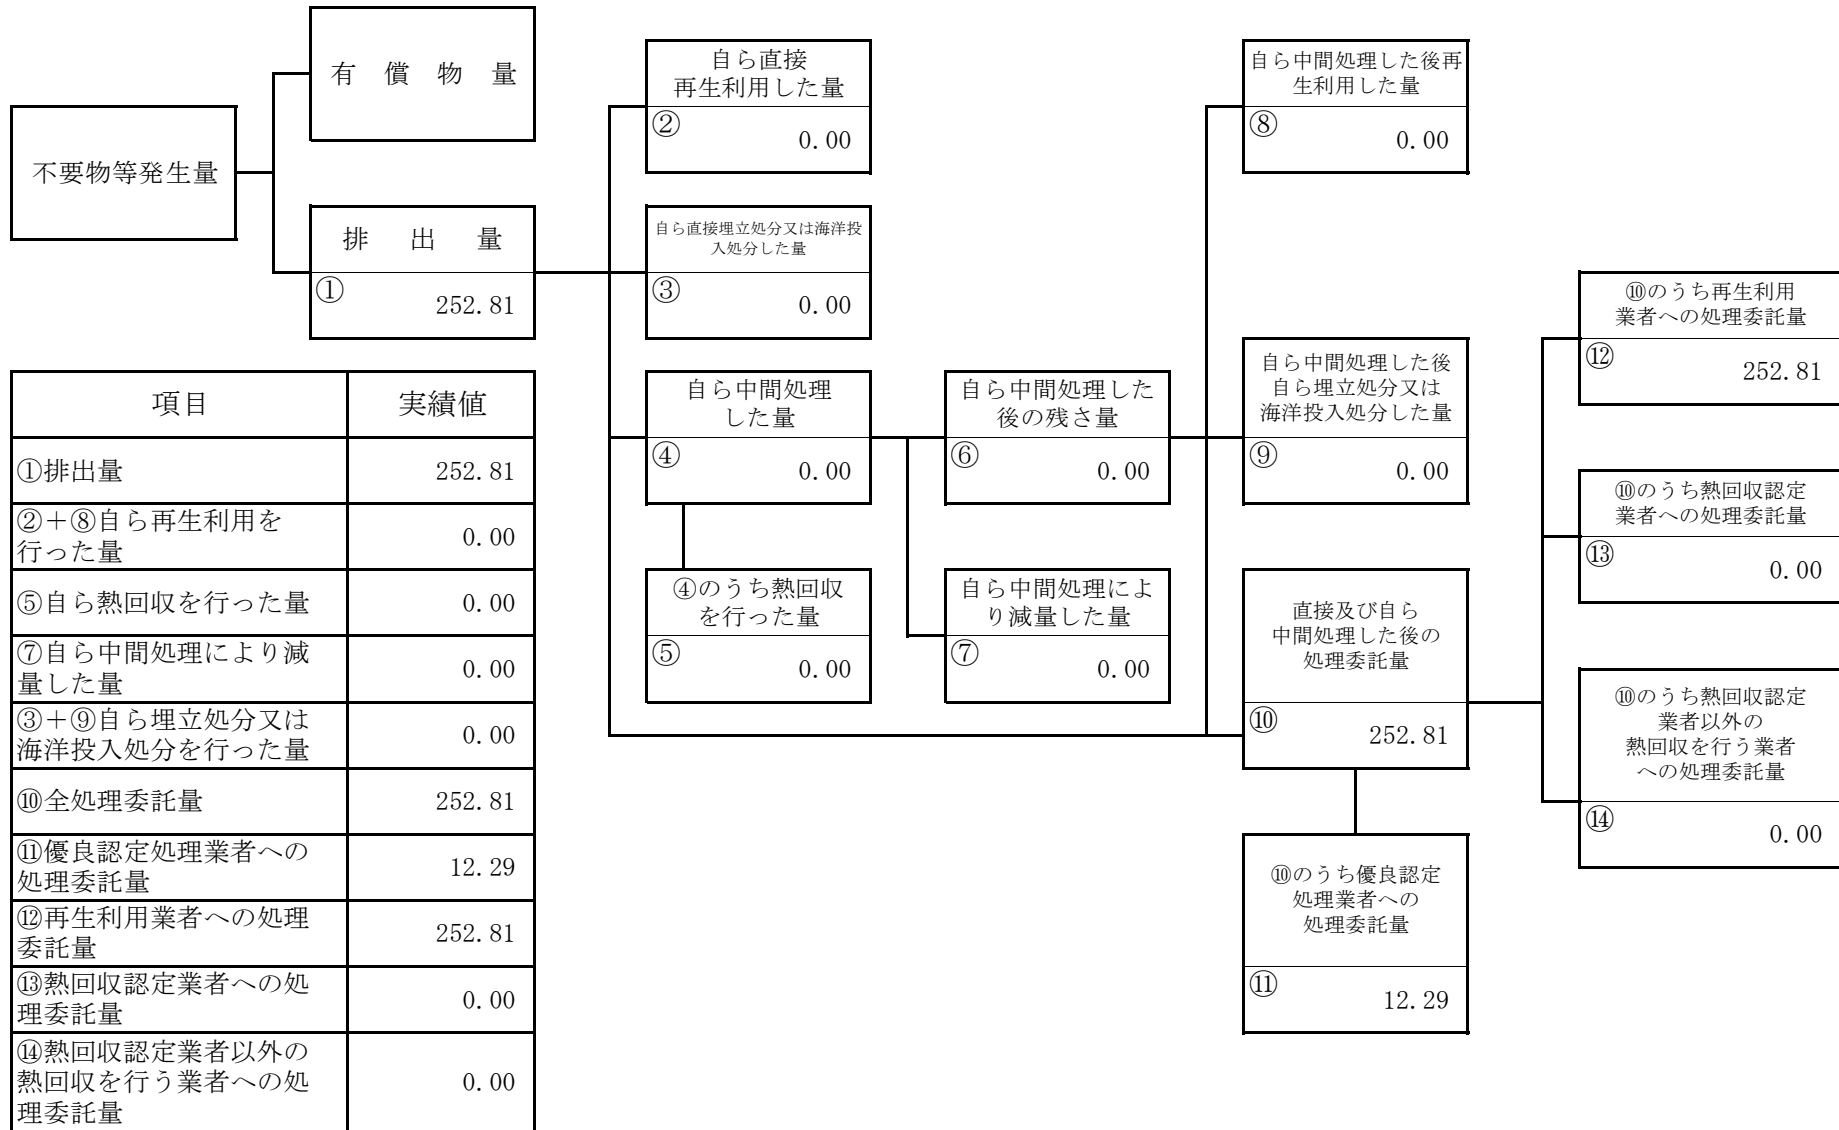 有　償　物　量
不要物等発生量
排　出　量
①
252.81
自ら直接
再生利用した量
②
0.00
自ら直接埋立処分又は海洋投
入処分した量
③
0.00
自ら中間処理
した量
④
0.00
④のうち熱回収
を行った量
⑤
0.00
自ら中間処理した
後の残さ量
⑥
0.00
自ら中間処理によ
り減量した量
⑦
0.00
自ら中間処理した後再
生利用した量
⑧
0.00
自ら中間処理した後
自ら埋立処分又は
海洋投入処分した量
⑨
0.00
直接及び自ら
中間処理した後の
処理委託量
⑩
252.81
⑩のうち優良認定
処理業者への
処理委託量
⑪
12.29
⑩のうち再生利用
業者への処理委託量
⑫
252.81
⑩のうち熱回収認定
業者への処理委託量
⑬
0.00
⑩のうち熱回収認定
業者以外の
熱回収を行う業者
への処理委託量
⑭
0.00
項目　実績値
①排出量　252.81
②＋⑧自ら再生利用を
行った量　0.00
⑤自ら熱回収を行った量　0.00
⑦自ら中間処理により減
量した量　0.00
③＋⑨自ら埋立処分又は
海洋投入処分を行った量　0.00
⑩全処理委託量　252.81
⑪優良認定処理業者への
処理委託量　12.29
⑫再生利用業者への処理
委託量　252.81
⑬熱回収認定業者への処
理委託量　0.00
⑭熱回収認定業者以外の
熱回収を行う業者への処
理委託量　0.00